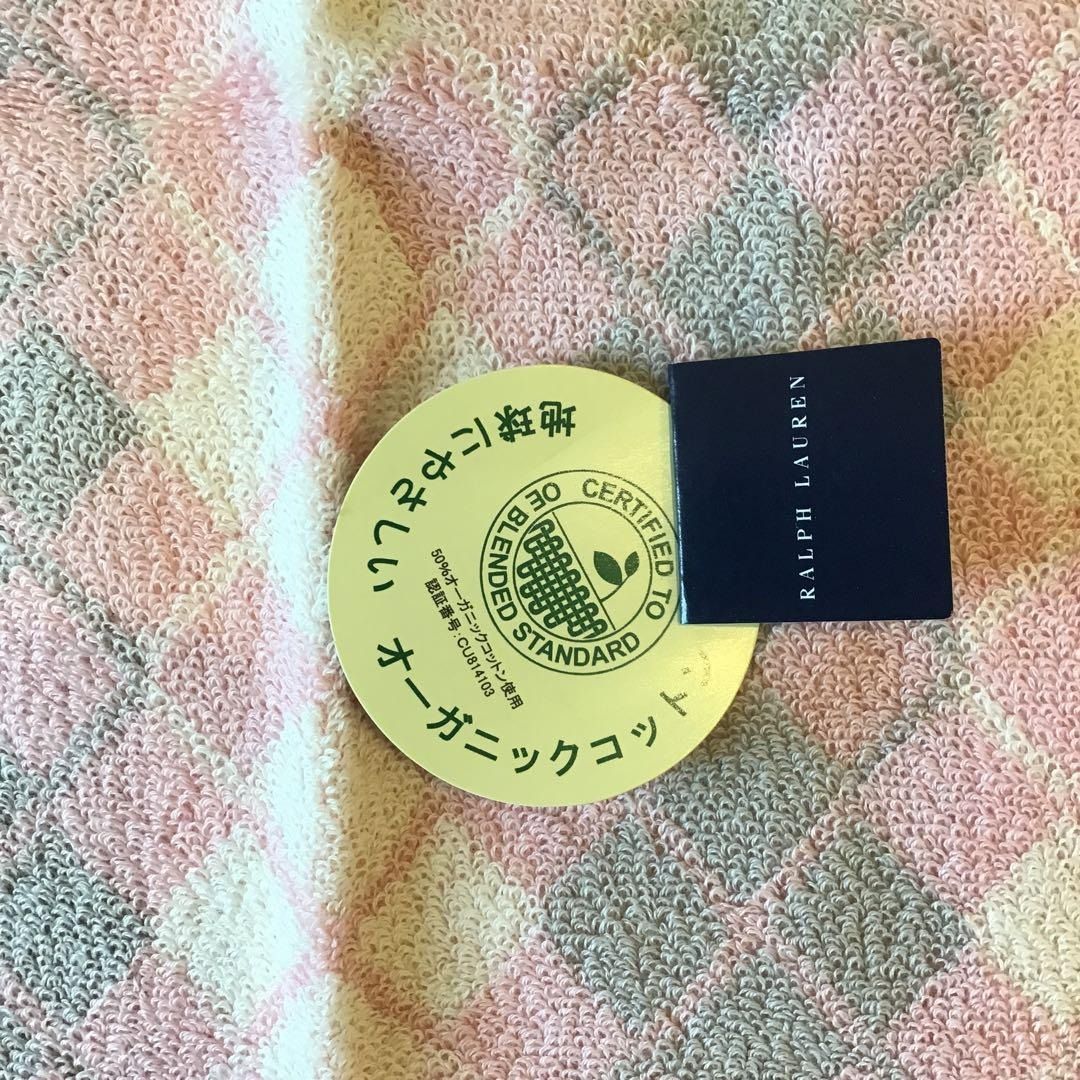 地球にやさしい
オーガニックコット
CERTIFIED TO
OE BLENDED STANDARD
50%オーガニックコットン使用
認証番号:CU814103
RALPH LAUREN